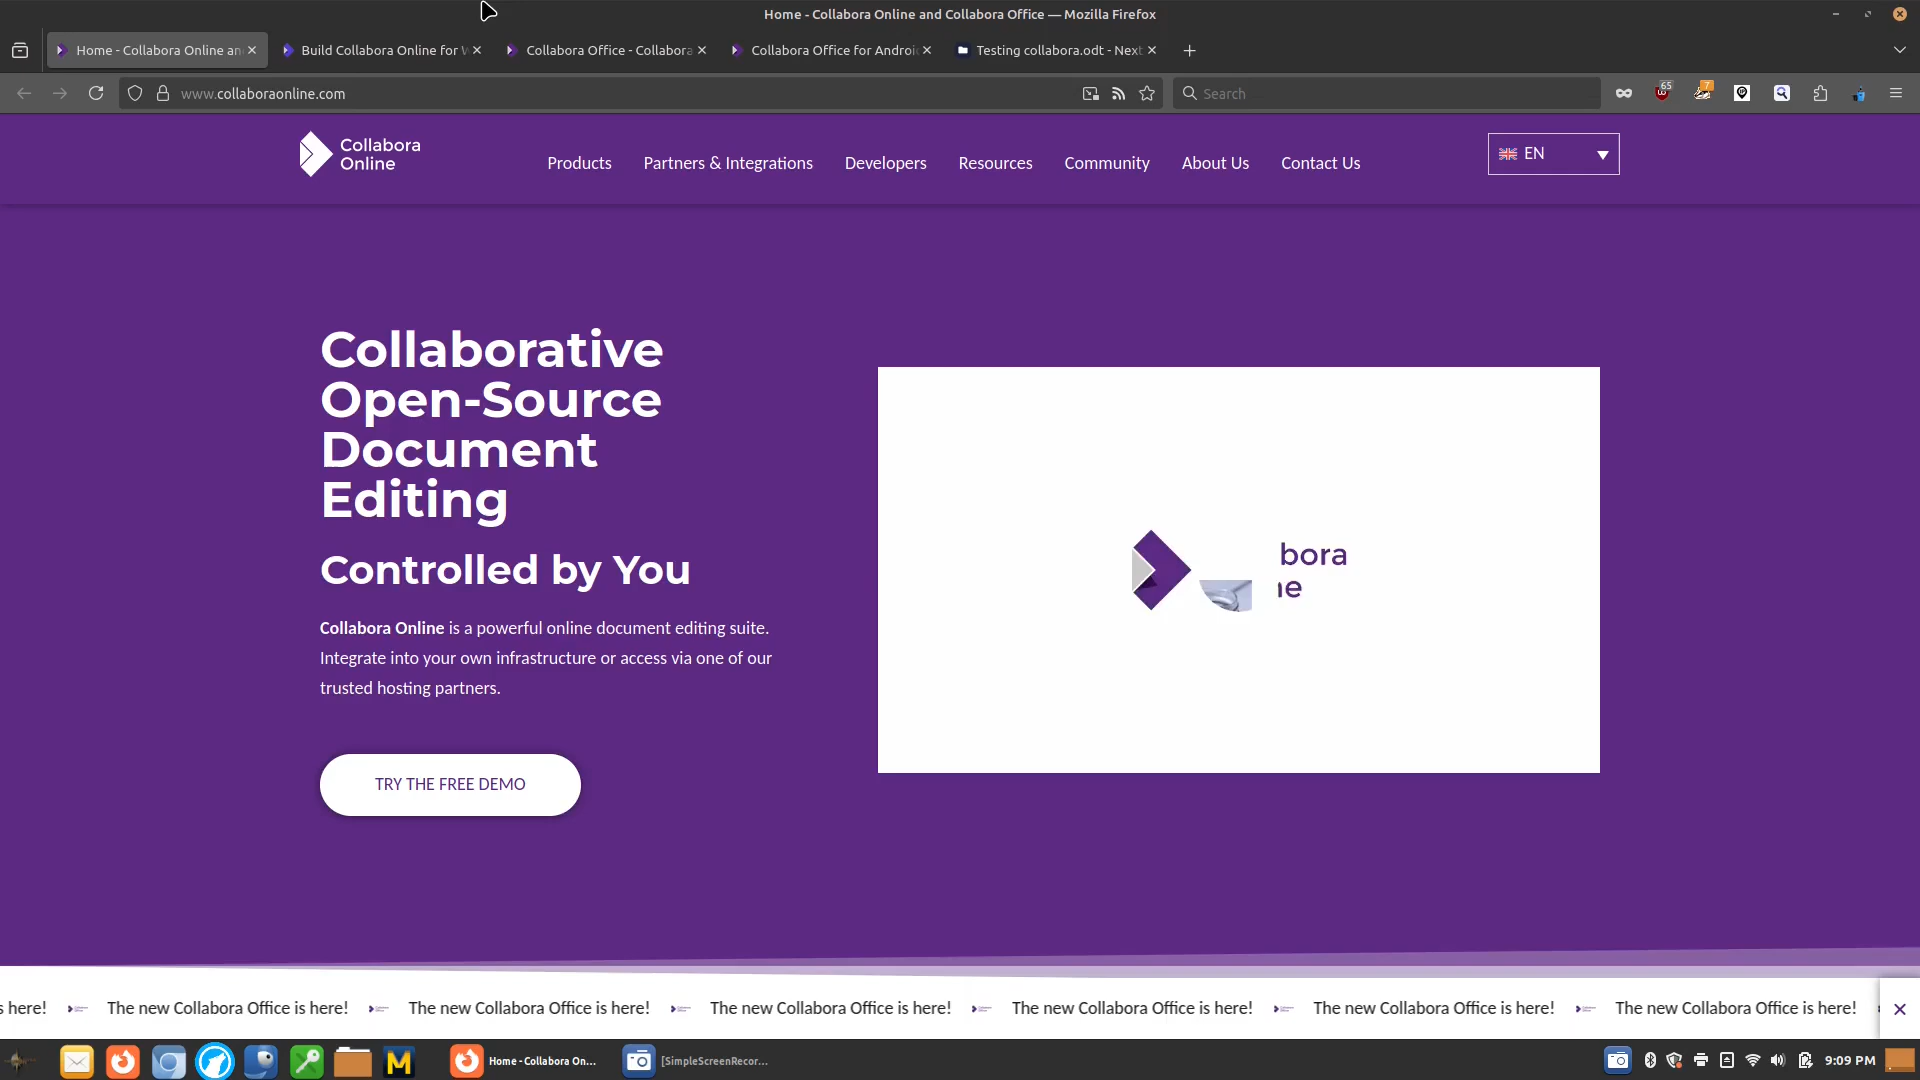 Home - Collabora Online and Collabora Office — Mozilla Firefox
Home - Collabora Online an
Build Collabora Online for W
Collabora Office - Collabora
Collabora Office for Androi
Testing collabora.odt - Next
www.collaboraonline.com
Search
65
7
Collabora
Online
Products
Partners & Integrations
Developers
Resources
Community
About Us
Contact Us
EN
Collaborative
Open-Source
Document
Editing
Controlled by You
Collabora Online is a powerful online document editing suite.
Integrate into your own infrastructure or access via one of our
trusted hosting partners.
TRY THE FREE DEMO
bora
ne
s here! The new Collabora Office is here! The new Collabora Office is here! The new Collabora Office is here! The new Collabora Office is here! The new Collabora Office is here! The new Collabora Office is here!
Home - Collabora On...
[SimpleScreenRecor...
9:09 PM